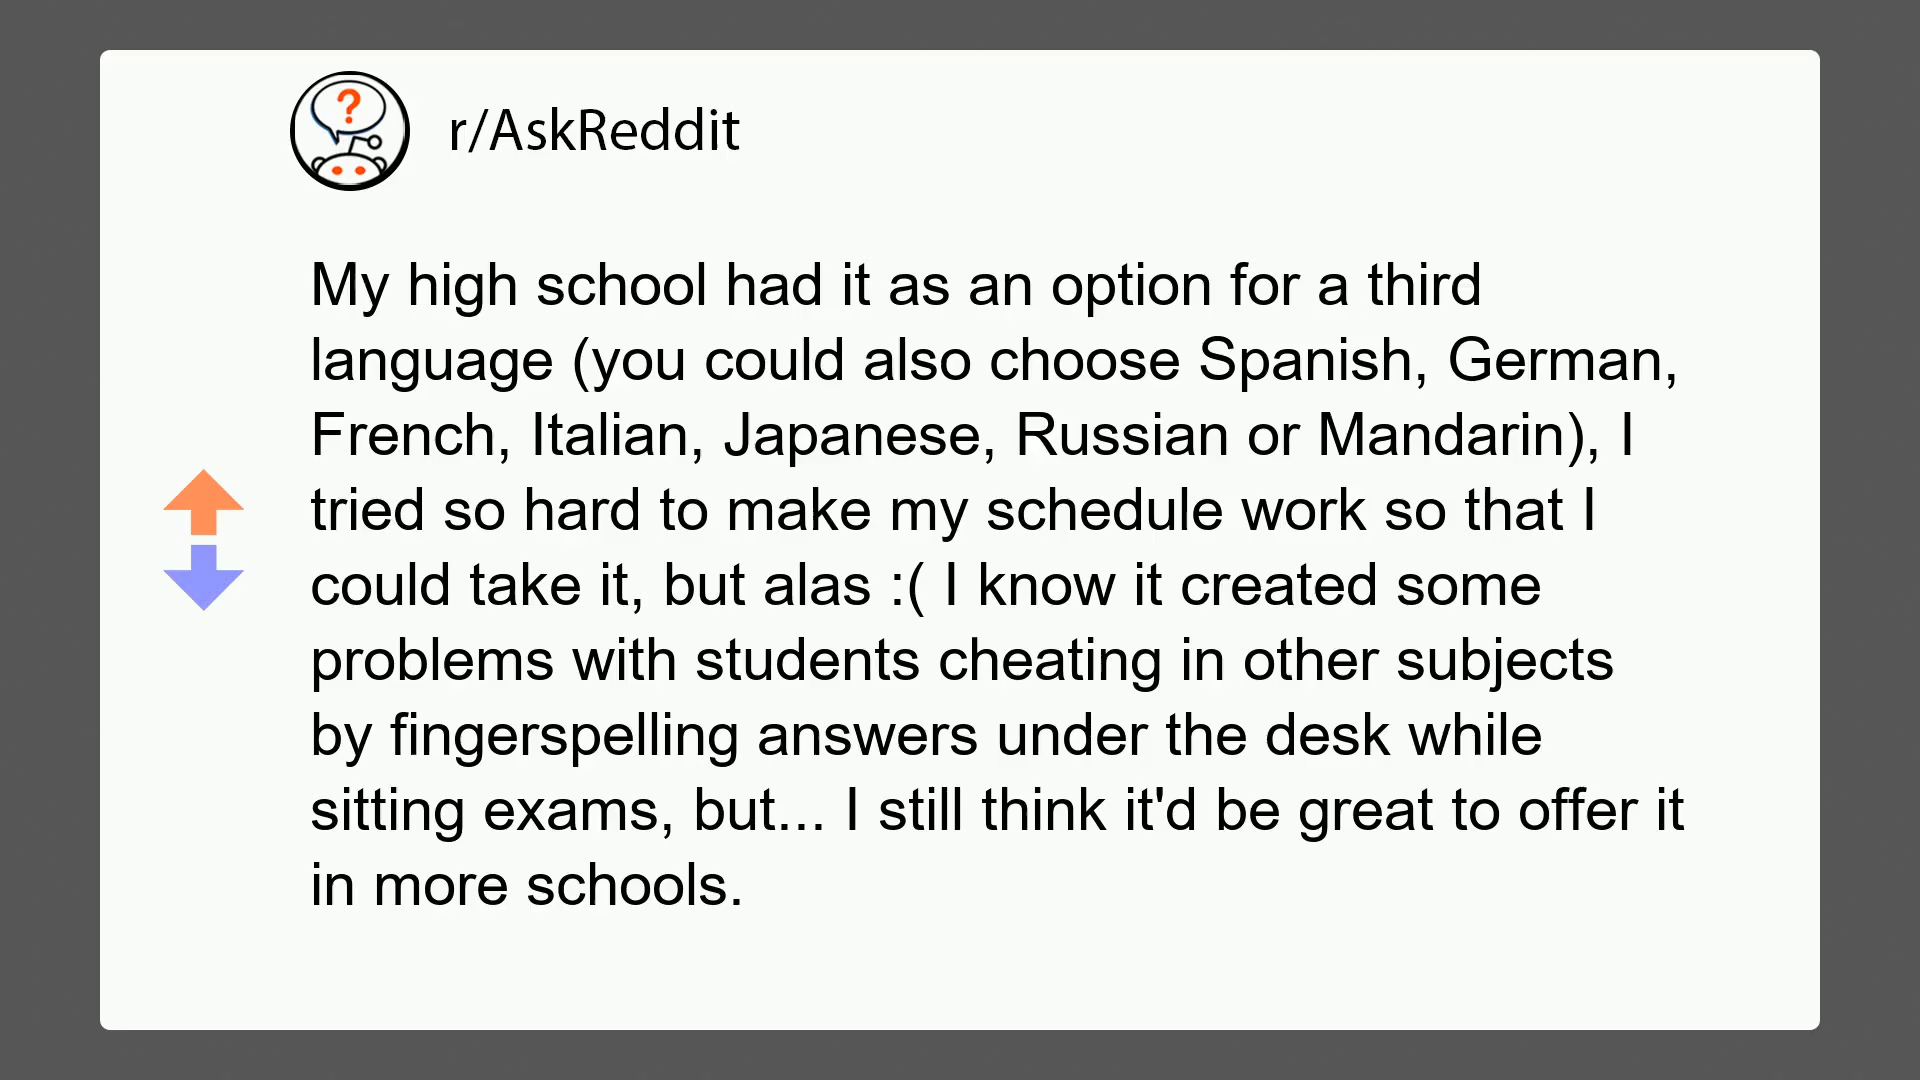 r/AskReddit
My high school had it as an option for a third
language (you could also choose Spanish, German,
French, Italian, Japanese, Russian or Mandarin), I
tried so hard to make my schedule work so that I
could take it, but alas :( I know it created some
problems with students cheating in other subjects
by fingerspelling answers under the desk while
sitting exams, but... I still think it'd be great to offer it
in more schools.